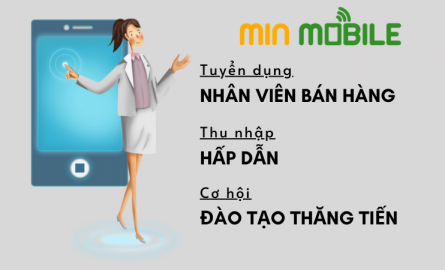 MIN MOBILE
Tuyển dụng
NHÂN VIÊN BÁN HÀNG
Thu nhập
HẤP DẪN
Cơ hội
ĐÀO TẠO THĂNG TIẾN